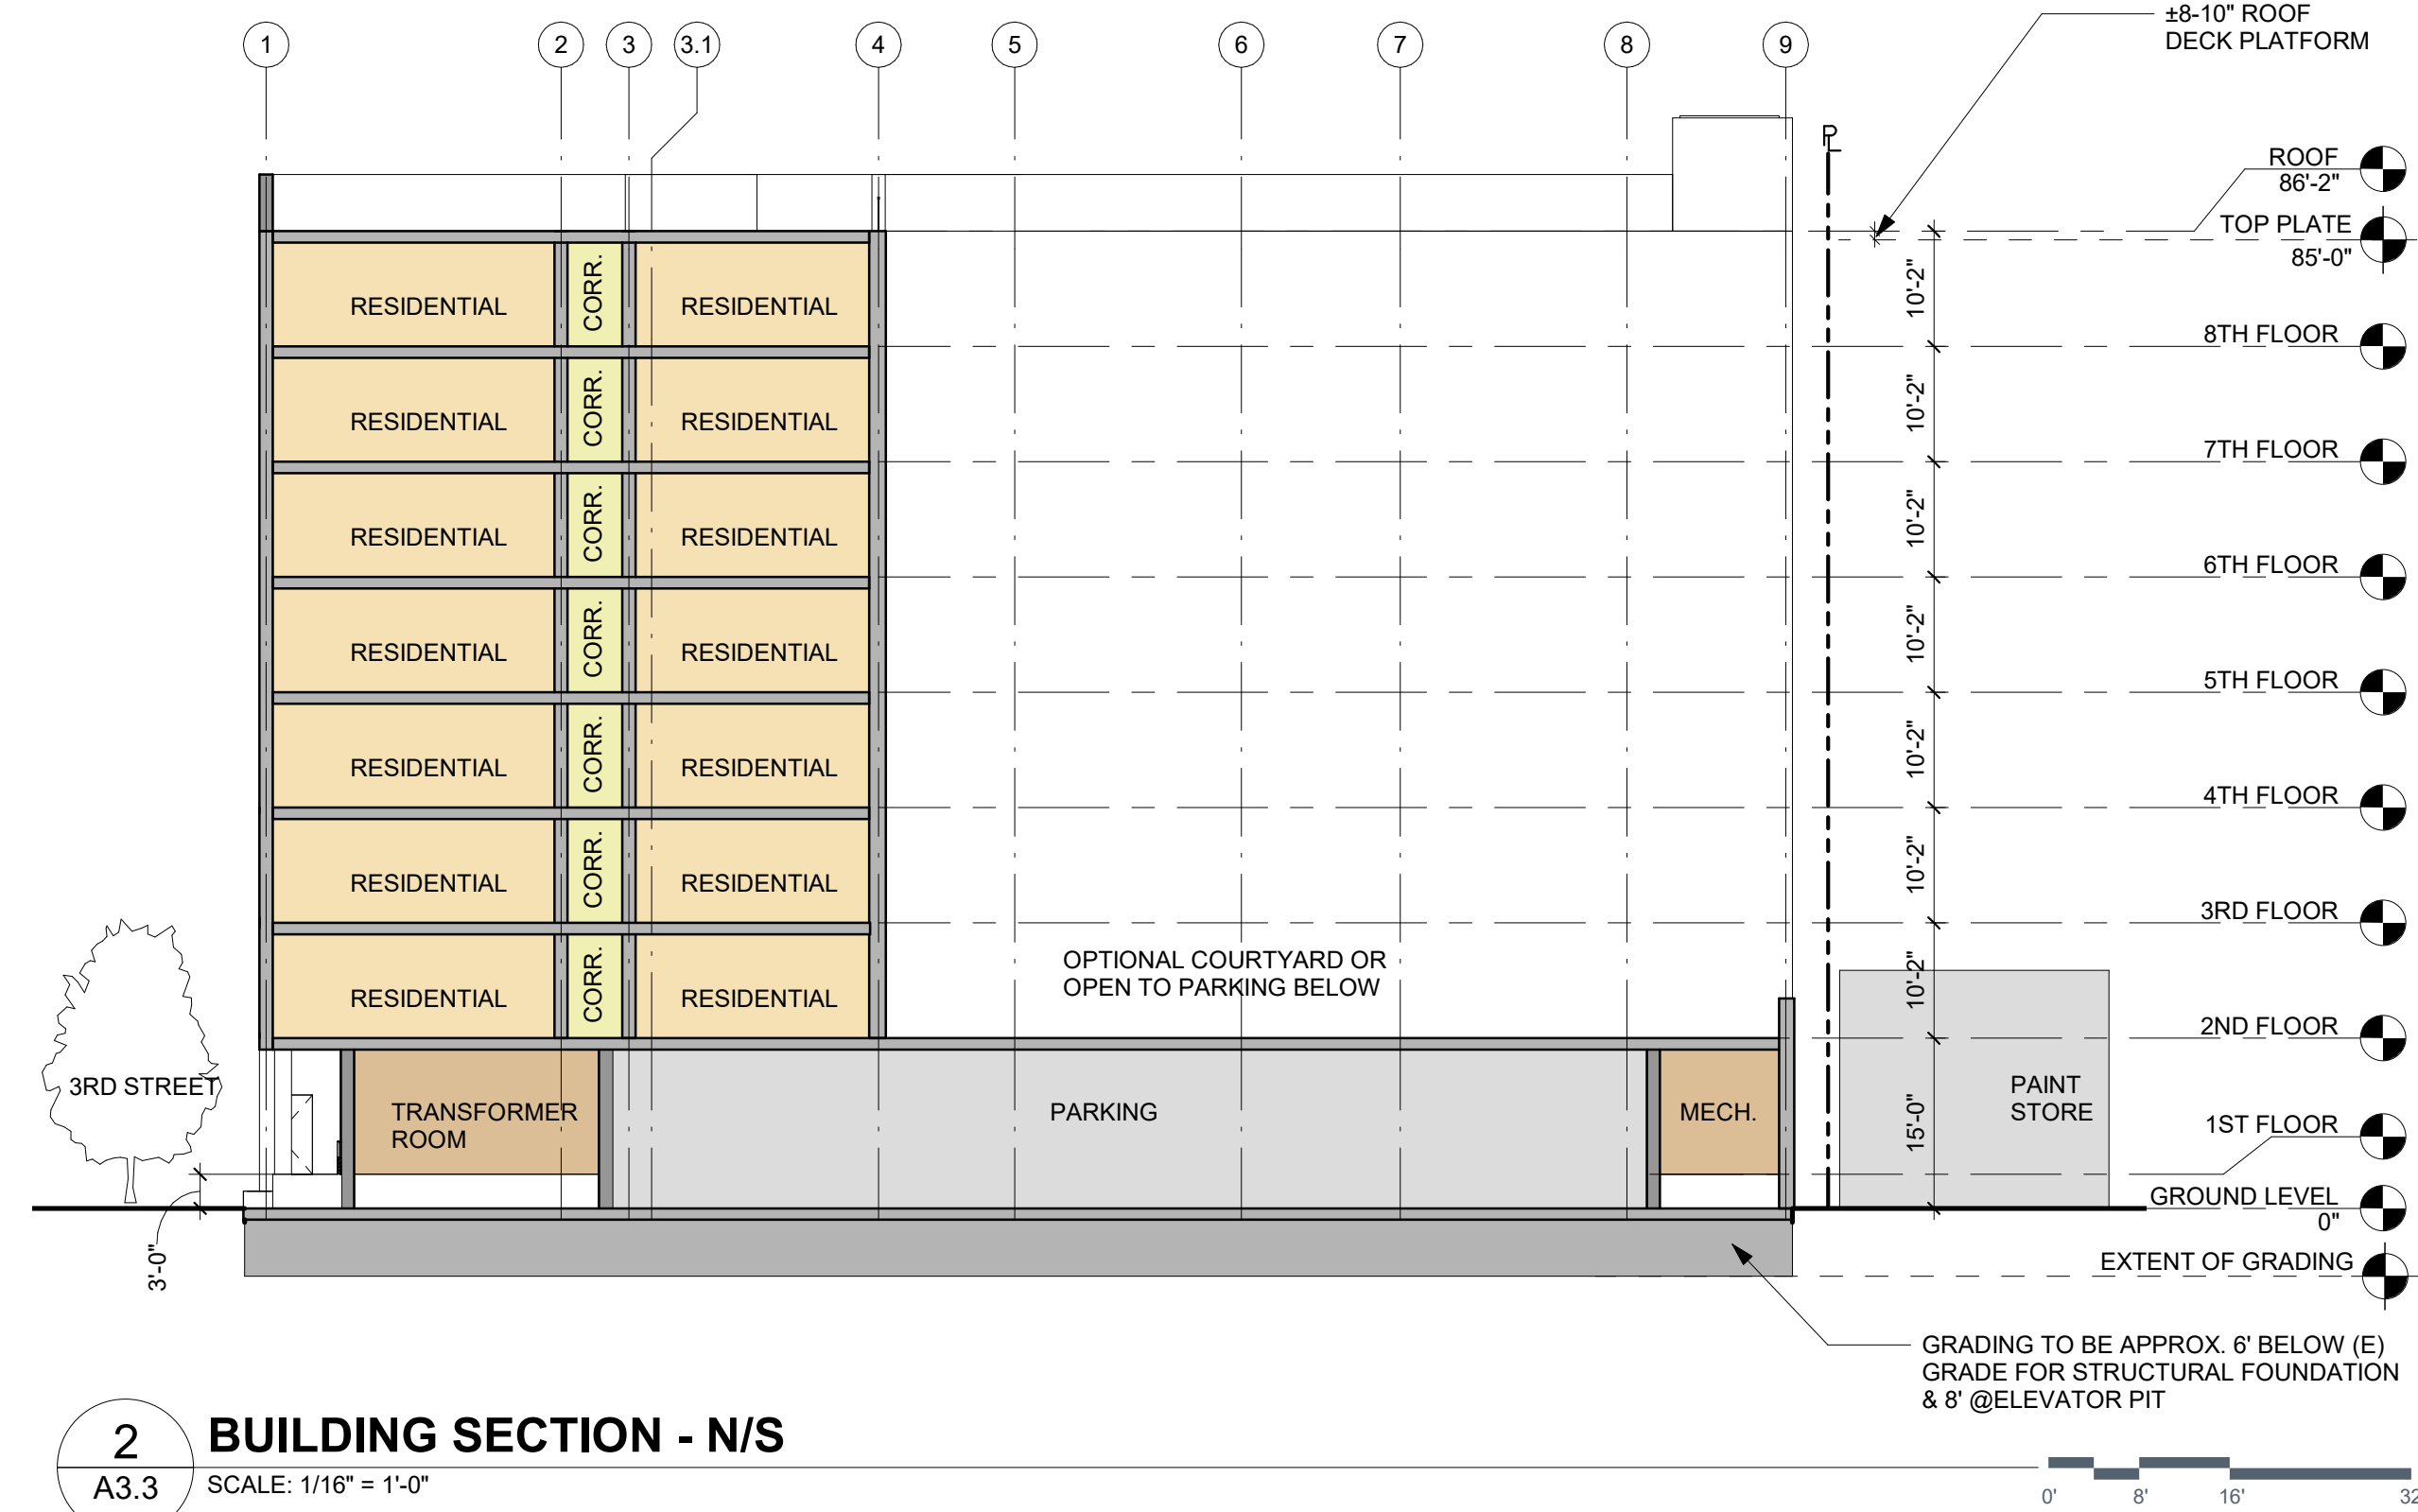 1 2 3 3.1 4 5 6 7 8 9
±8-10" ROOF
DECK PLATFORM
PL
ROOF
86'-2"
TOP PLATE
85'-0"
10'-2"
RESIDENTIAL CORR. RESIDENTIAL
8TH FLOOR
10'-2"
RESIDENTIAL CORR. RESIDENTIAL
7TH FLOOR
10'-2"
RESIDENTIAL CORR. RESIDENTIAL
6TH FLOOR
10'-2"
RESIDENTIAL CORR. RESIDENTIAL
5TH FLOOR
10'-2"
RESIDENTIAL CORR. RESIDENTIAL
4TH FLOOR
10'-2"
RESIDENTIAL CORR. RESIDENTIAL
3RD FLOOR
OPTIONAL COURTYARD OR
OPEN TO PARKING BELOW
10'-2"
RESIDENTIAL CORR. RESIDENTIAL
2ND FLOOR
3RD STREET
TRANSFORMER
ROOM
PARKING
MECH.
15'-0"
PAINT
STORE
1ST FLOOR
GROUND LEVEL
0"
3'-0"
EXTENT OF GRADING
GRADING TO BE APPROX. 6' BELOW (E)
GRADE FOR STRUCTURAL FOUNDATION
& 8' @ELEVATOR PIT
2
A3.3
BUILDING SECTION - N/S
SCALE: 1/16" = 1'-0"
0' 8' 16' 32